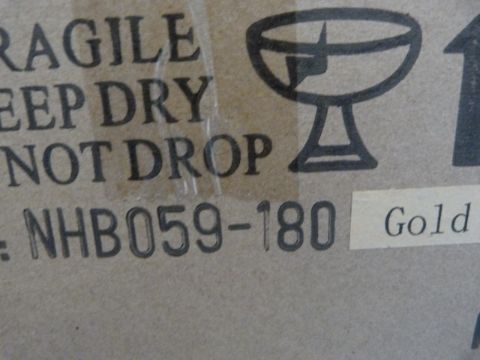 RAGILE
EEP DRY
NOT DROP
: NHB059-180 Gold